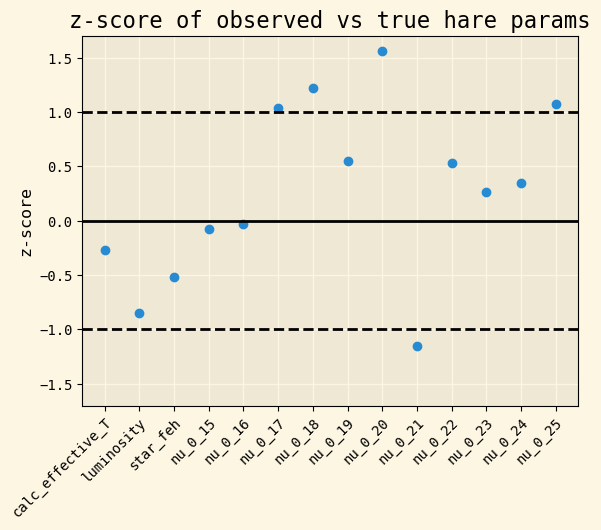 z-score of observed vs true hare params
z-score
1.5
1.0
0.5
0.0
−0.5
−1.0
−1.5
calc_effective_T
luminosity
star_feh
nu_0_15
nu_0_16
nu_0_17
nu_0_18
nu_0_19
nu_0_20
nu_0_21
nu_0_22
nu_0_23
nu_0_24
nu_0_25